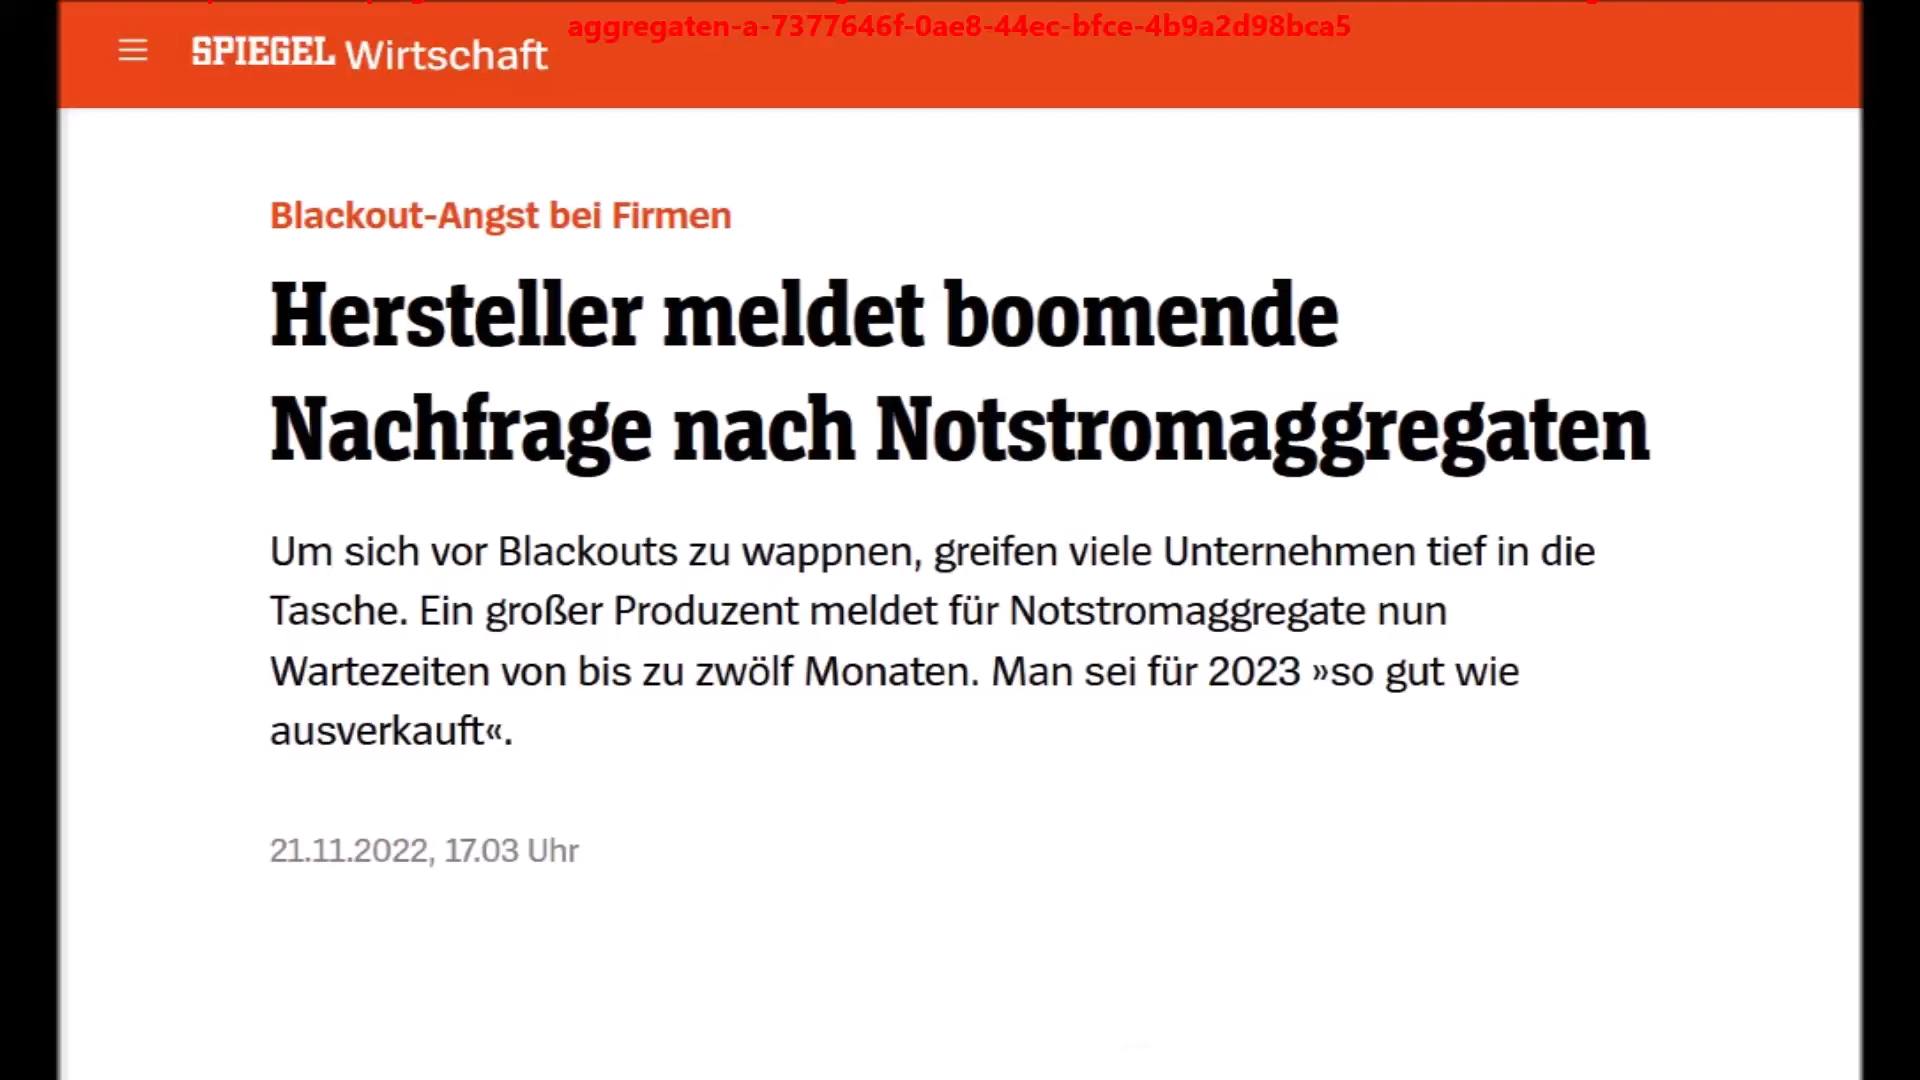 aggregaten-a-7377646f-0ae8-44ec-bfce-4b9a2d98bca5
SPIEGEL Wirtschaft
Blackout-Angst bei Firmen
Hersteller meldet boomende
Nachfrage nach Notstromaggregaten
Um sich vor Blackouts zu wappnen, greifen viele Unternehmen tief in die
Tasche. Ein großer Produzent meldet für Notstromaggregate nun
Wartezeiten von bis zu zwölf Monaten. Man sei für 2023 »so gut wie
ausverkauft«.
21.11.2022, 17.03 Uhr